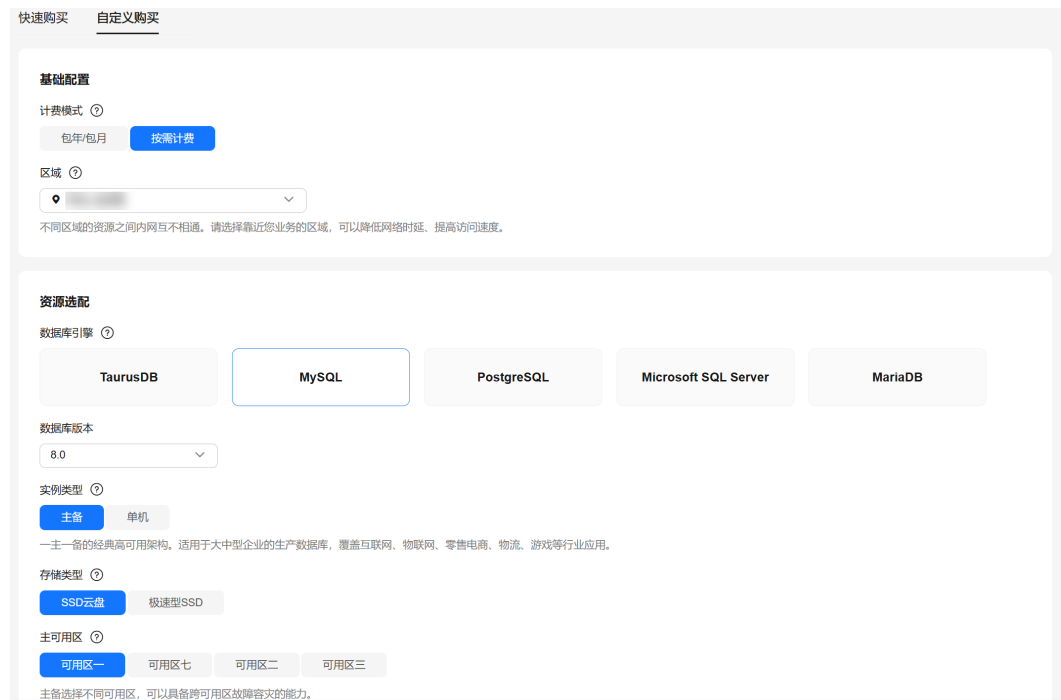 快速购买 自定义购买
基础配置
计费模式 ?
包年/包月 按需计费
区域 ?
不同区域的资源之间内网互不相通。请选择靠近您业务的区域，可以降低网络时延、提高访问速度。
资源选配
数据库引擎 ?
TaurusDB MySQL PostgreSQL Microsoft SQL Server MariaDB
数据库版本
8.0
实例类型 ?
主备 单机
一主一备的经典高可用架构。适用于大中型企业的生产数据库，覆盖互联网、物联网、零售电商、物流、游戏等行业应用。
存储类型 ?
SSD云盘 极速型SSD
主可用区 ?
可用区一 可用区七 可用区二 可用区三
主备选择不同可用区，可以具备跨可用区故障容灾的能力。